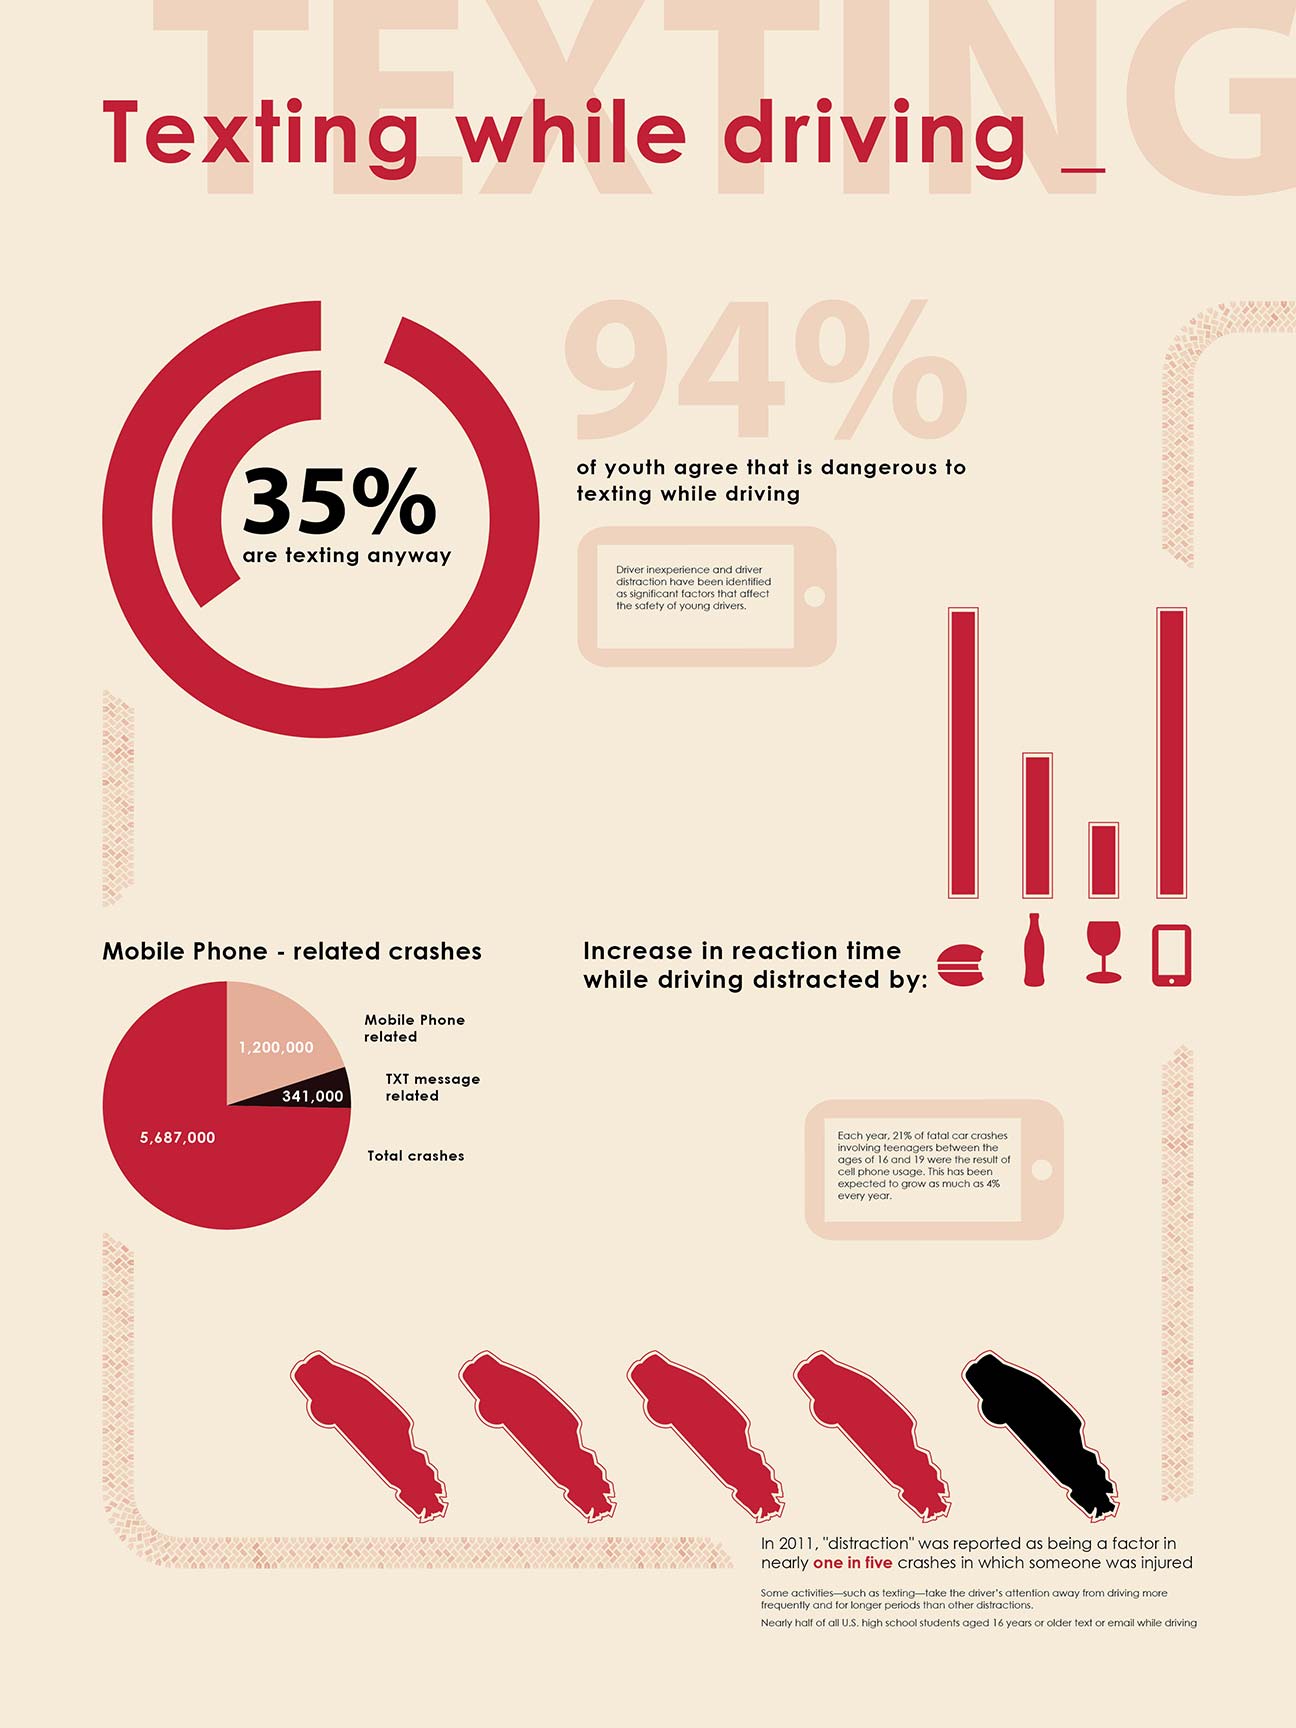 TEXTING
Texting while driving _
94%
of youth agree that is dangerous to
texting while driving
35%
are texting anyway
Driver inexperience and driver
distraction have been identified
as significant factors that affect
the safety of young drivers.
Mobile Phone - related crashes
1,200,000
Mobile Phone
related
341,000
TXT message
related
5,687,000
Total crashes
Increase in reaction time
while driving distracted by:
Each year, 21% of fatal car crashes
involving teenagers between the
ages of 16 and 19 were the result of
cell phone usage. This has been
expected to grow as much as 4%
every year.
In 2011, "distraction" was reported as being a factor in
nearly one in five crashes in which someone was injured
Some activities—such as texting—take the driver's attention away from driving more
frequently and for longer periods than other distractions.
Nearly half of all U.S. high school students aged 16 years or older text or email while driving